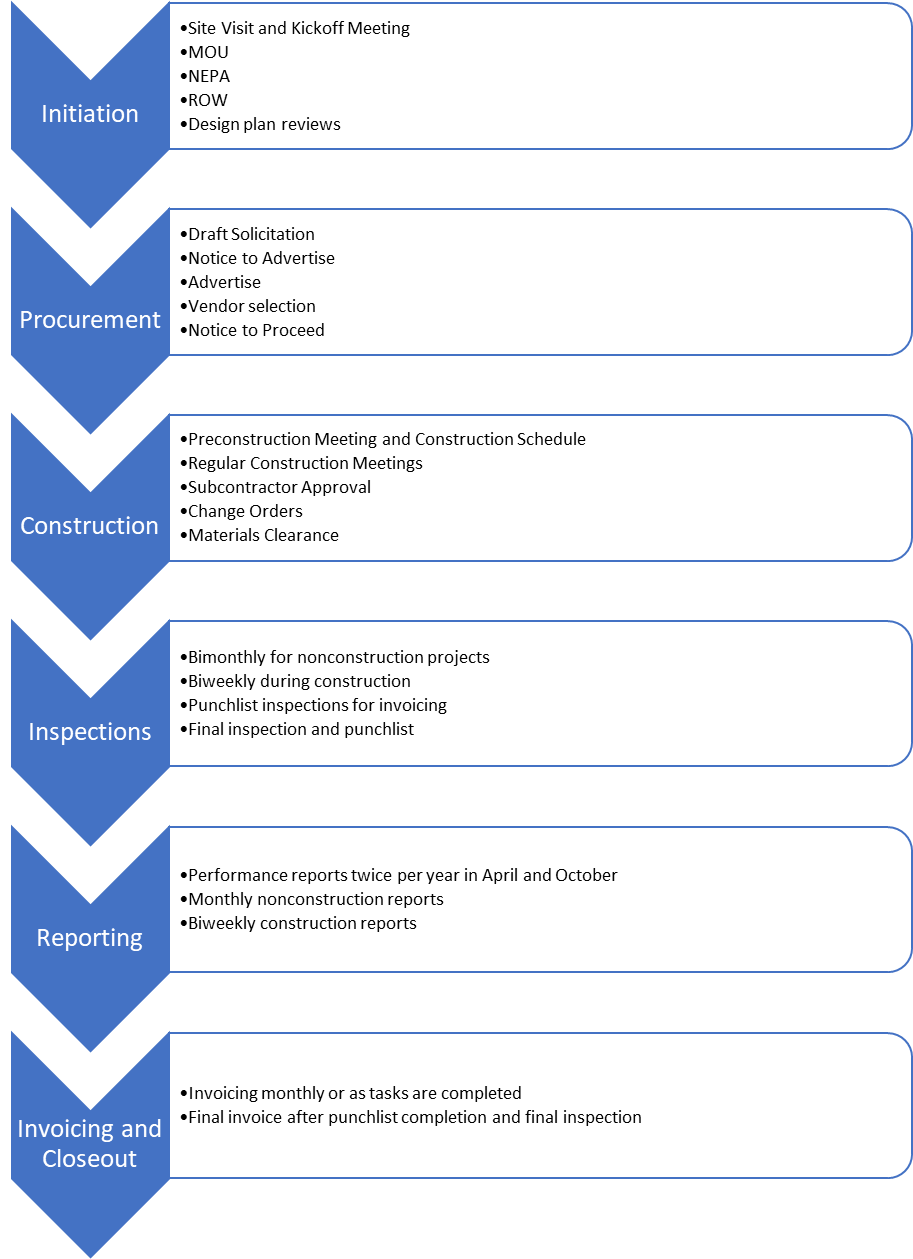 Initiation
•Site Visit and Kickoff Meeting
•MOU
•NEPA
•ROW
•Design plan reviews
Procurement
•Draft Solicitation
•Notice to Advertise
•Advertise
•Vendor selection
•Notice to Proceed
Construction
•Preconstruction Meeting and Construction Schedule
•Regular Construction Meetings
•Subcontractor Approval
•Change Orders
•Materials Clearance
Inspections
•Bimonthly for nonconstruction projects
•Biweekly during construction
•Punchlist inspections for invoicing
•Final inspection and punchlist
Reporting
•Performance reports twice per year in April and October
•Monthly nonconstruction reports
•Biweekly construction reports
Invoicing and
Closeout
•Invoicing monthly or as tasks are completed
•Final invoice after punchlist completion and final inspection